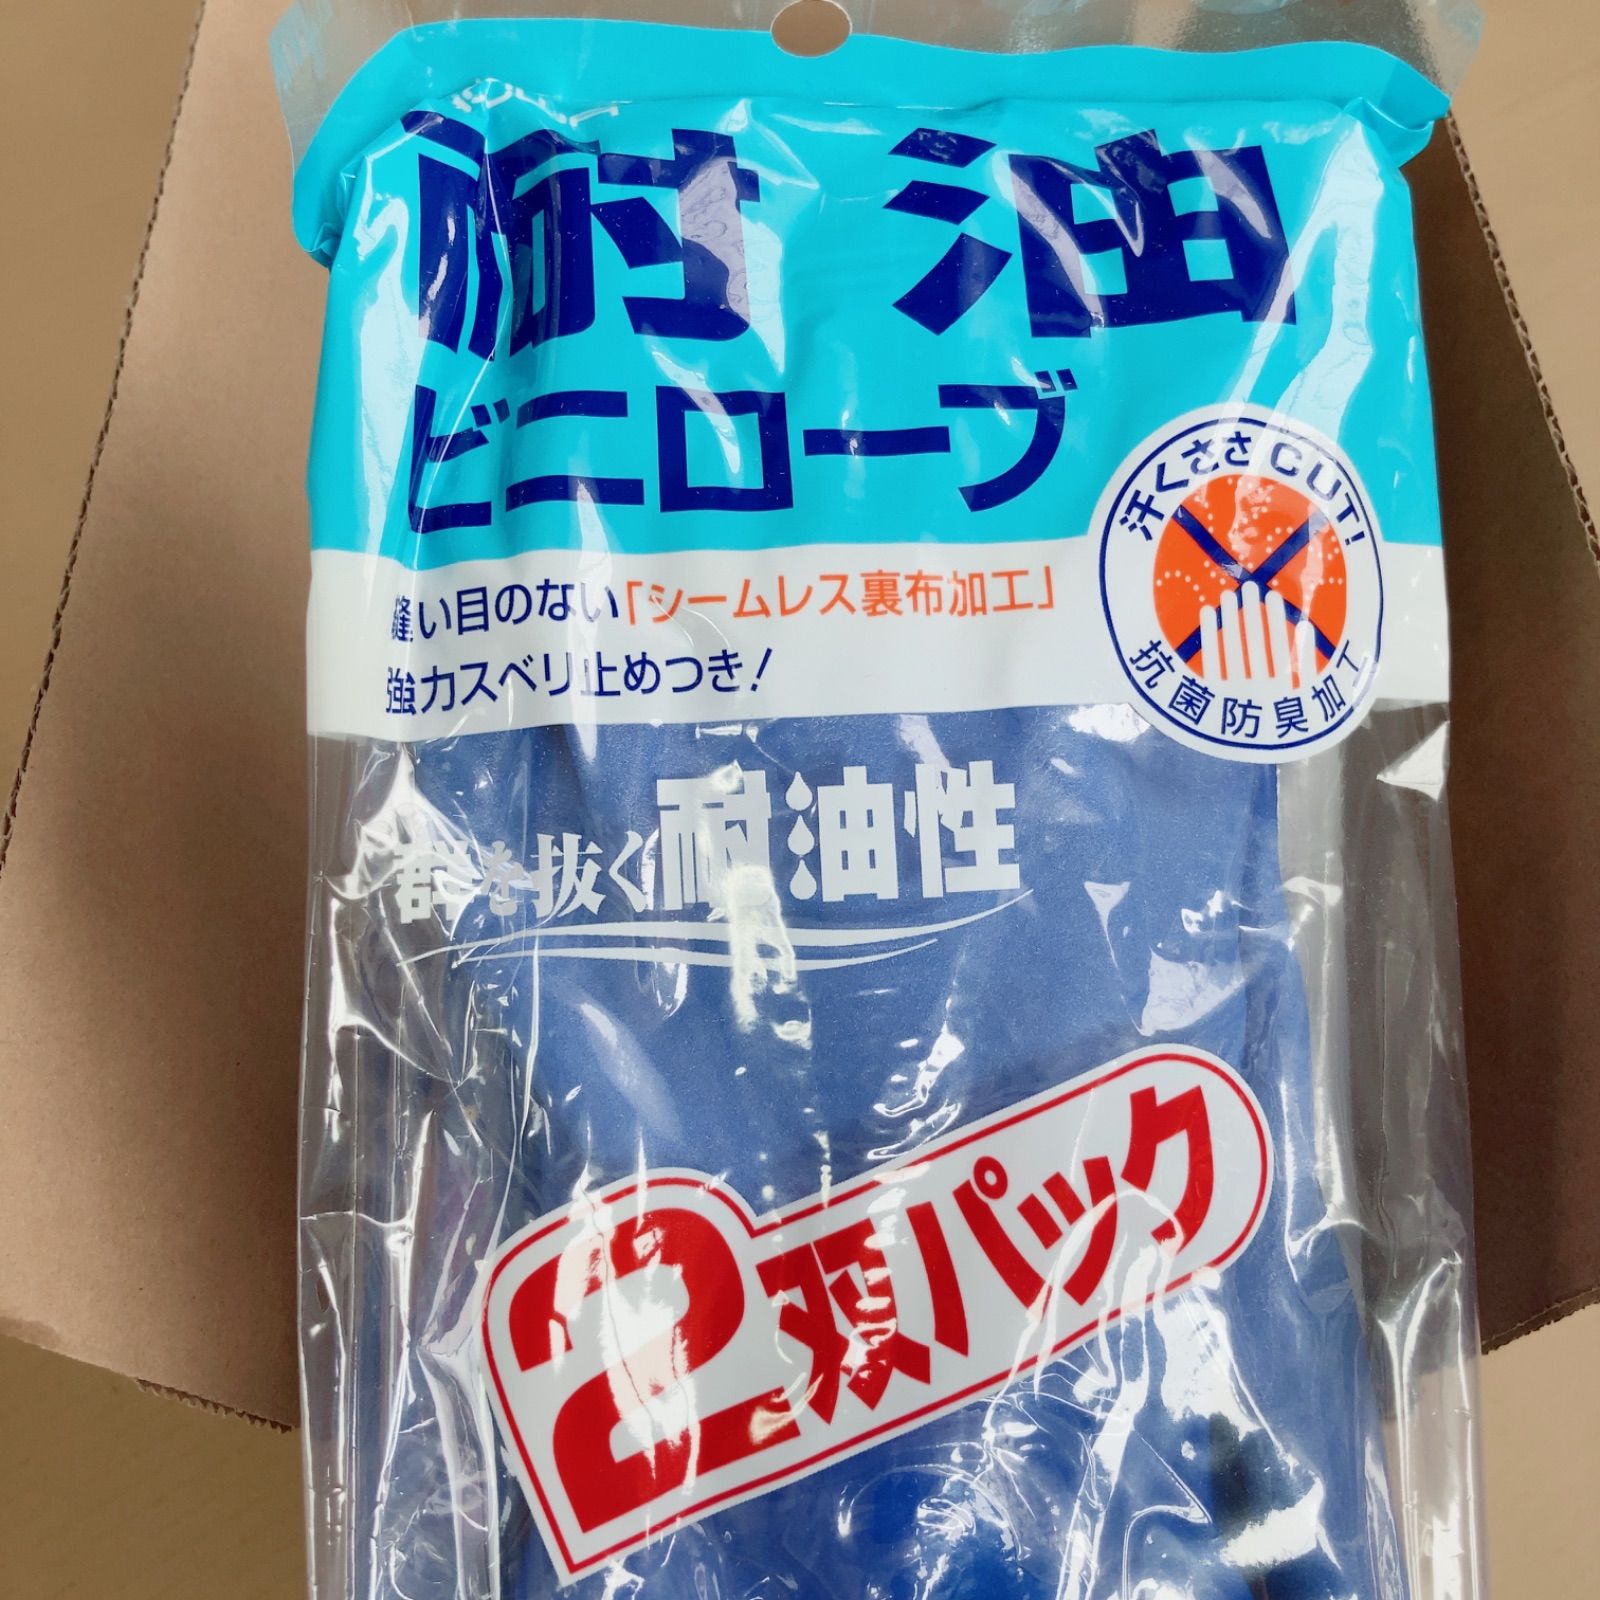 耐油
ビニローブ
汗くささCUT!
抗菌防臭加工
縫い目のない「シームレス裏布加工」
強力スベリ止めつき!
群を抜く耐油性
2双パック